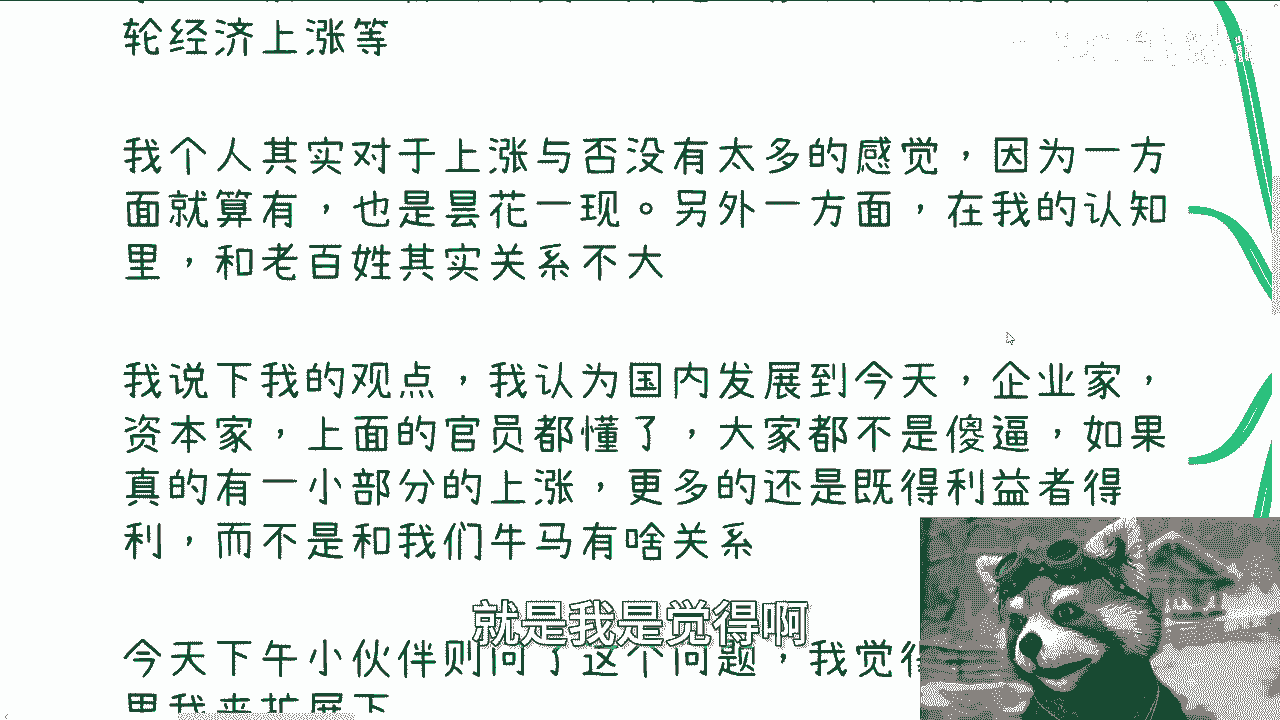 轮经济上涨等
我个人其实对于上涨与否没有太多的感觉，因为一方
面就算有，也是昙花一现。另外一方面，在我的认知
里，和老百姓其实关系不大
我说下我的观点，我认为国内发展到今天，企业家，
资本家，上面的官员都懂了，大家都不是傻逼，如果
真的有一小部分的上涨，更多的还是既得利益者得
利，而不是和我们牛马有啥关系
就是我是觉得啊
今天下午小伙伴则问了这个问题，我觉得
里我来扩展下